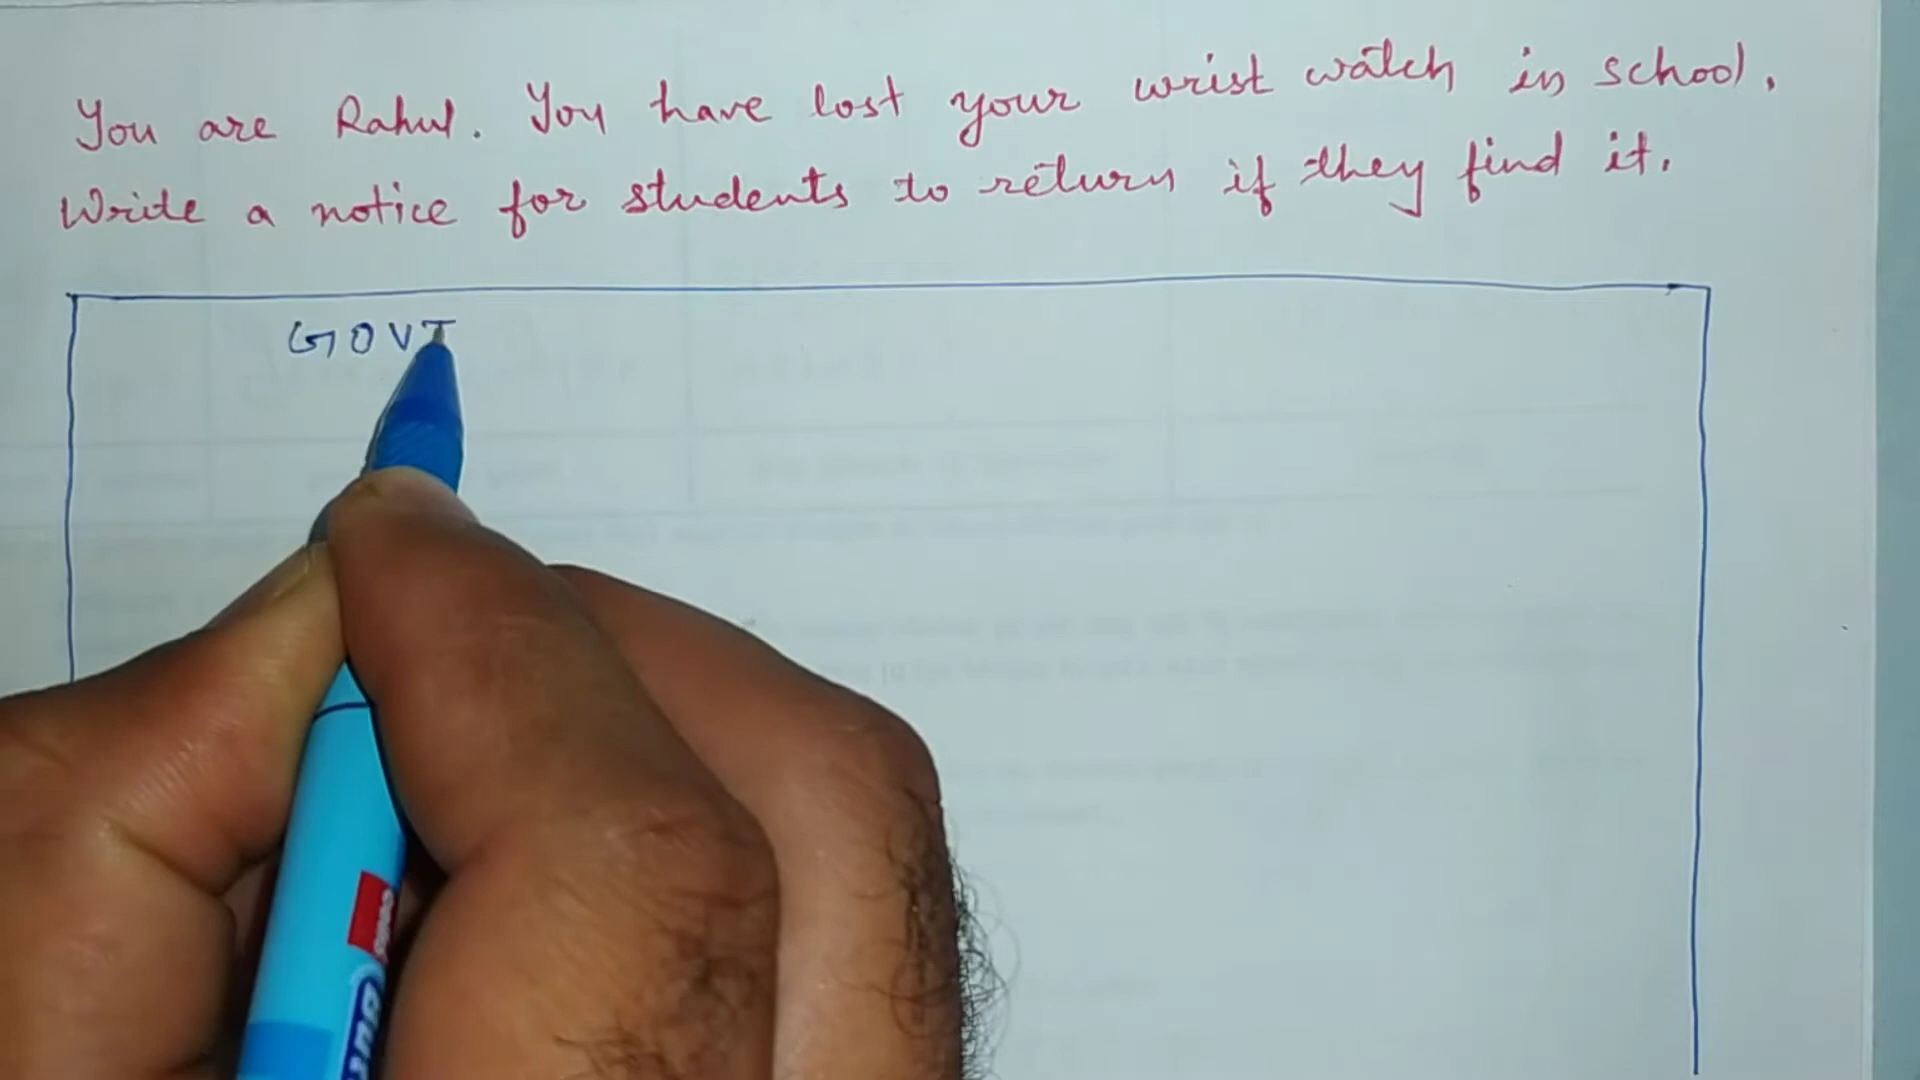 You are Rahul. You have lost your wrist watch in school.
Write a notice for students to return if they find it.
GOVT
cello